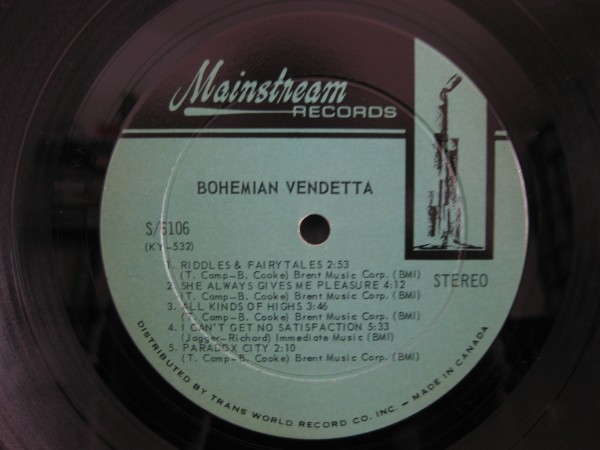 Mainstream
RECORDS
BOHEMIAN VENDETTA
S/6106
(KY-532)
STEREO
1. RIDDLES & FAIRYTALES 2:53
(T. Camp-B. Cooke) Brent Music Corp. (BMI)
2. SHE ALWAYS GIVES ME PLEASURE 4:12
(T. Camp-B. Cooke) Brent Music Corp. (BMI)
3. ALL KINDS OF HIGHS 3:46
(T. Camp-B. Cooke) Brent Music Corp. (BMI)
4. I CAN'T GET NO SATISFACTION 5:33
(Jagger-Richard) Immediate Music (BMI)
5. PARADOX CITY 2:10
(T. Camp-B. Cooke) Brent Music Corp. (BMI)
DISTRIBUTED BY TRANS WORLD RECORD CO. INC. - MADE IN CANADA